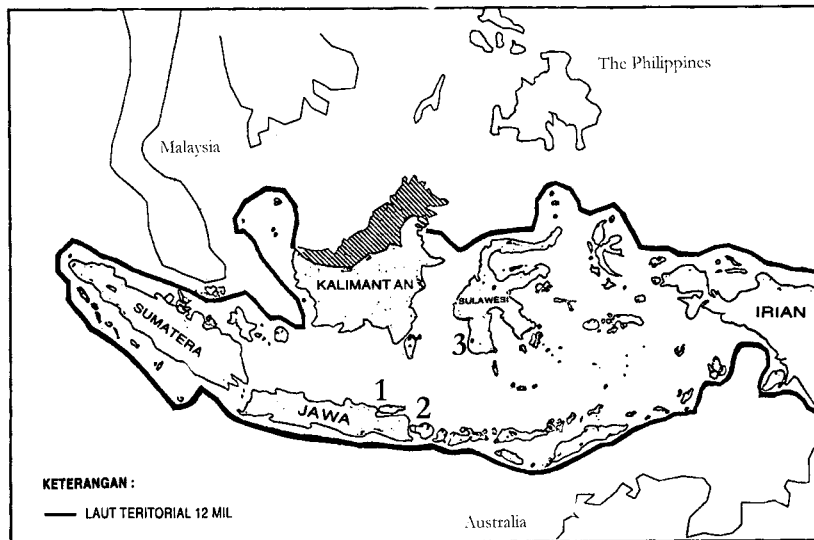 The Philippines
Malaysia
KALIMANTAN
SULAWESI
SUMATERA
IRIAN
3
1
2
JAWA
KETERANGAN :
LAUT TERITORIAL 12 MIL
Australia